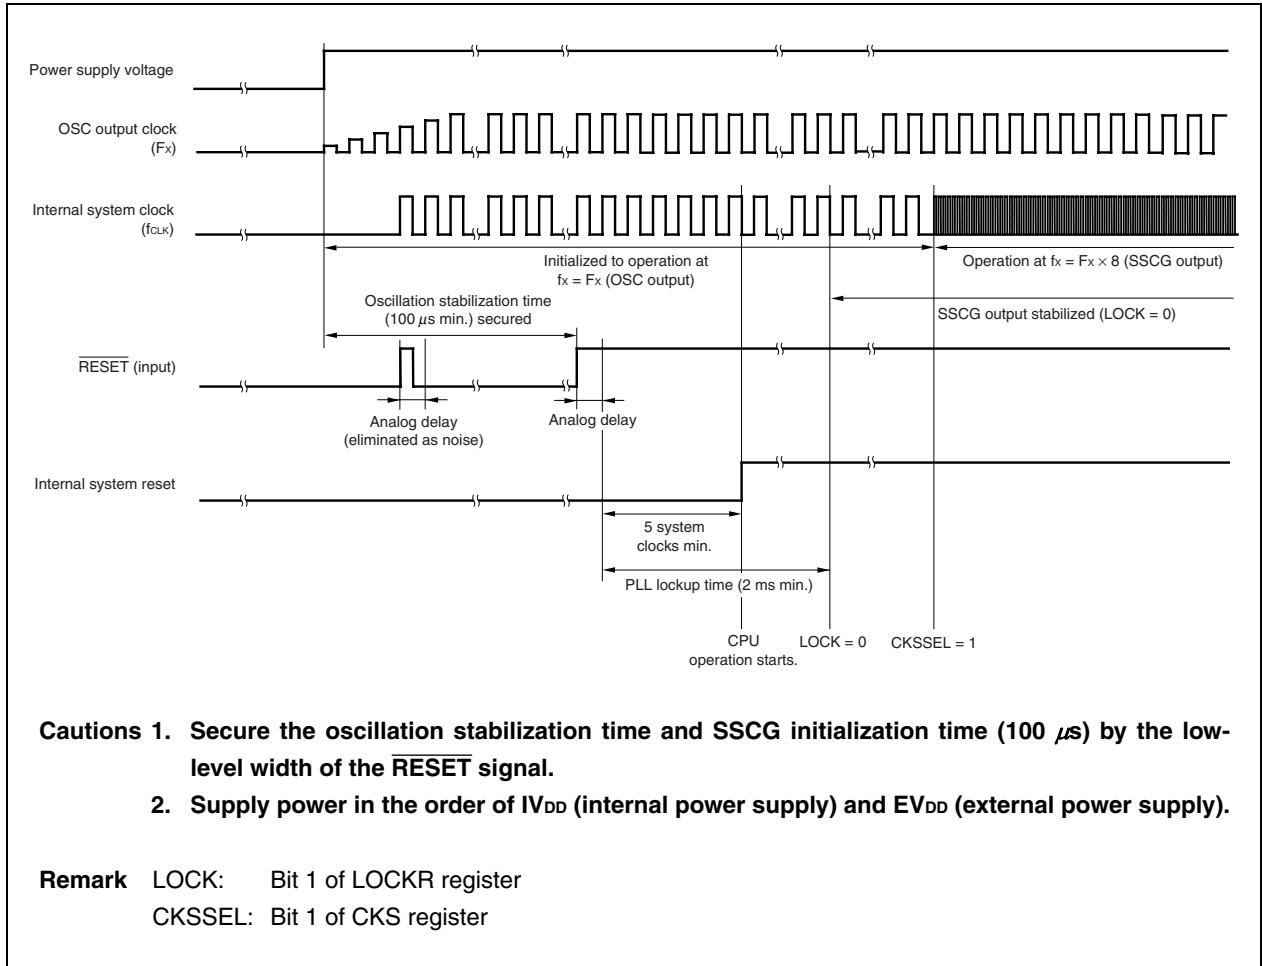 Power supply voltage
OSC output clock
(Fx)
Internal system clock
(fCLK)
Initialized to operation at
fx = Fx (OSC output)
Operation at fx = Fx × 8 (SSCG output)
Oscillation stabilization time
(100 μs min.) secured
SSCG output stabilized (LOCK = 0)
RESET (input)
Analog delay
(eliminated as noise)
Analog delay
Internal system reset
5 system
clocks min.
PLL lockup time (2 ms min.)
CPU
operation starts.
LOCK = 0
CKSSEL = 1
Cautions 1. Secure the oscillation stabilization time and SSCG initialization time (100 μs) by the low-
level width of the RESET signal.
2. Supply power in the order of IVDD (internal power supply) and EVDD (external power supply).
Remark LOCK: Bit 1 of LOCKR register
CKSSEL: Bit 1 of CKS register